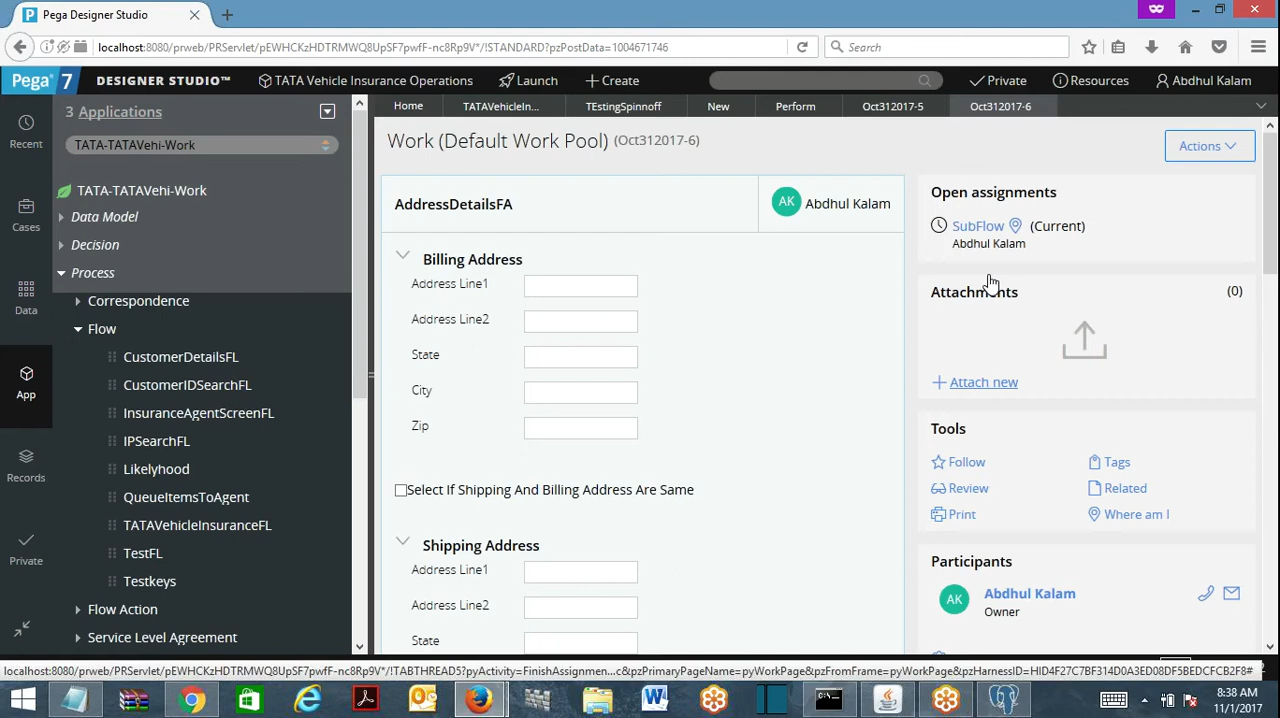 Pega Designer Studio
localhost:8080/prweb/PRServlet/pEWHCKzHDTRMWQ8UpSF7pwfF-nc8Rp9V*/!STANDARD?pzPostData=1004671746
Search
Pega 7 DESIGNER STUDIO™ TATA Vehicle Insurance Operations Launch Create Private Resources Abdhul Kalam
3 Applications
Home TATAVehicleIn... TEstingSpinnoff New Perform Oct312017-5 Oct312017-6
Recent
Cases
Data
App
Records
Private
TATA-TATAVehi-Work
TATA-TATAVehi-Work
Data Model
Decision
Process
Correspondence
Flow
CustomerDetailsFL
CustomerIDSearchFL
InsuranceAgentScreenFL
IPSearchFL
Likelyhood
QueueItemsToAgent
TATAVehicleInsuranceFL
TestFL
Testkeys
Flow Action
Service Level Agreement
Work (Default Work Pool) (Oct312017-6)
Actions
AddressDetailsFA
AK Abdhul Kalam
Billing Address
Address Line1
Address Line2
State
City
Zip
Select If Shipping And Billing Address Are Same
Shipping Address
Address Line1
Address Line2
State
Open assignments
SubFlow (Current)
Abdhul Kalam
Attachments (0)
Attach new
Tools
Follow Tags
Review Related
Print Where am I
Participants
AK Abdhul Kalam
Owner
localhost:8080/prweb/PRServlet/pEWHCKzHDTRMWQ8UpSF7pwfF-nc8Rp9V*/!TABTHREAD5?pyActivity=FinishAssignmen...c&pzPrimaryPageName=pyWorkPage&pzFromFrame=pyWorkPage&pzHarnessID=HID4F27C7BF314D0A3ED08DF5BEDCFCB2F8#
8:38 AM
11/1/2017